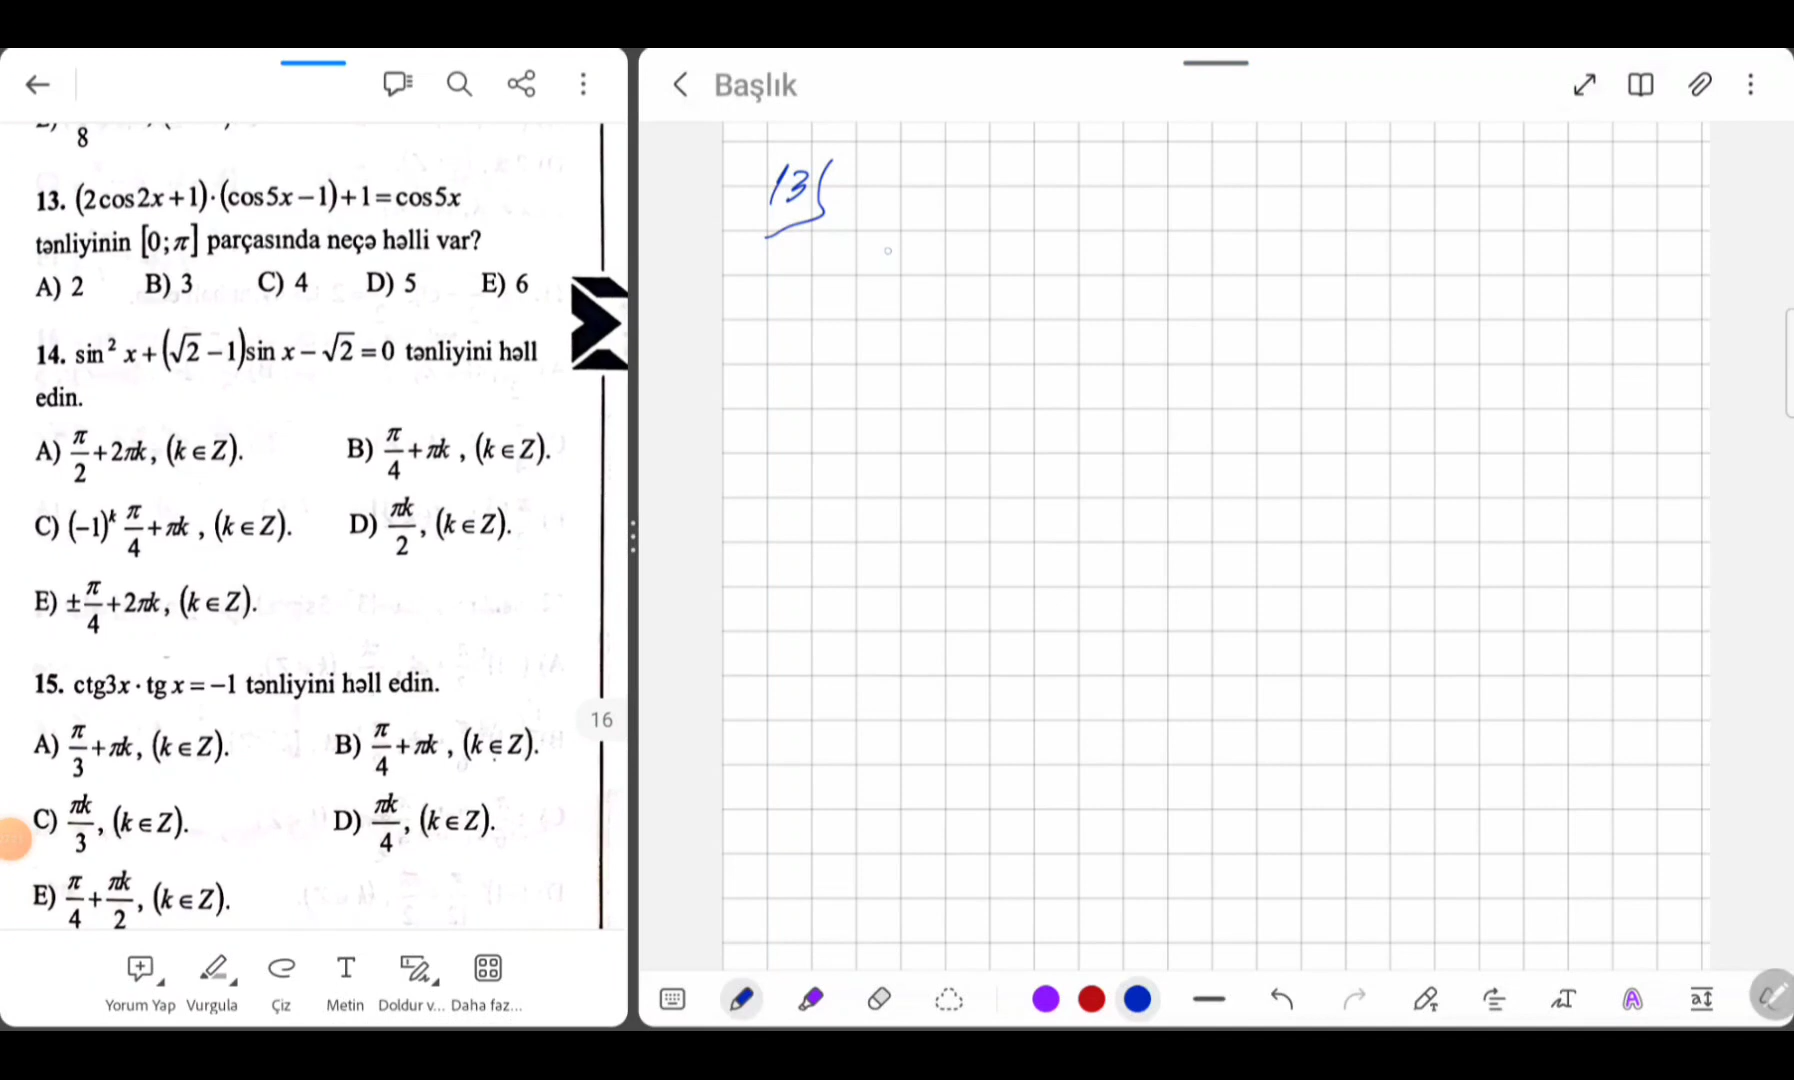 Başlık
8
13. (2cos2x+1)·(cos5x−1)+1=cos5x
tənliyinin [0;π] parçasında neçə həlli var?
A) 2 B) 3 C) 4 D) 5 E) 6
14. sin² x+(√2−1)sin x−√2=0 tənliyini həll
edin.
A) π/2+2πk, (k∈Z). B) π/4+πk, (k∈Z).
C) (−1)ᵏ π/4+πk, (k∈Z). D) πk/2, (k∈Z).
E) ±π/4+2πk, (k∈Z).
15. ctg3x·tg x=−1 tənliyini həll edin.
A) π/3+πk, (k∈Z). B) π/4+πk, (k∈Z).
C) πk/3, (k∈Z). D) πk/4, (k∈Z).
E) π/4+πk/2, (k∈Z).
16
13
Yorum Yap Vurgula Çiz Metin Doldur v... Daha faz...